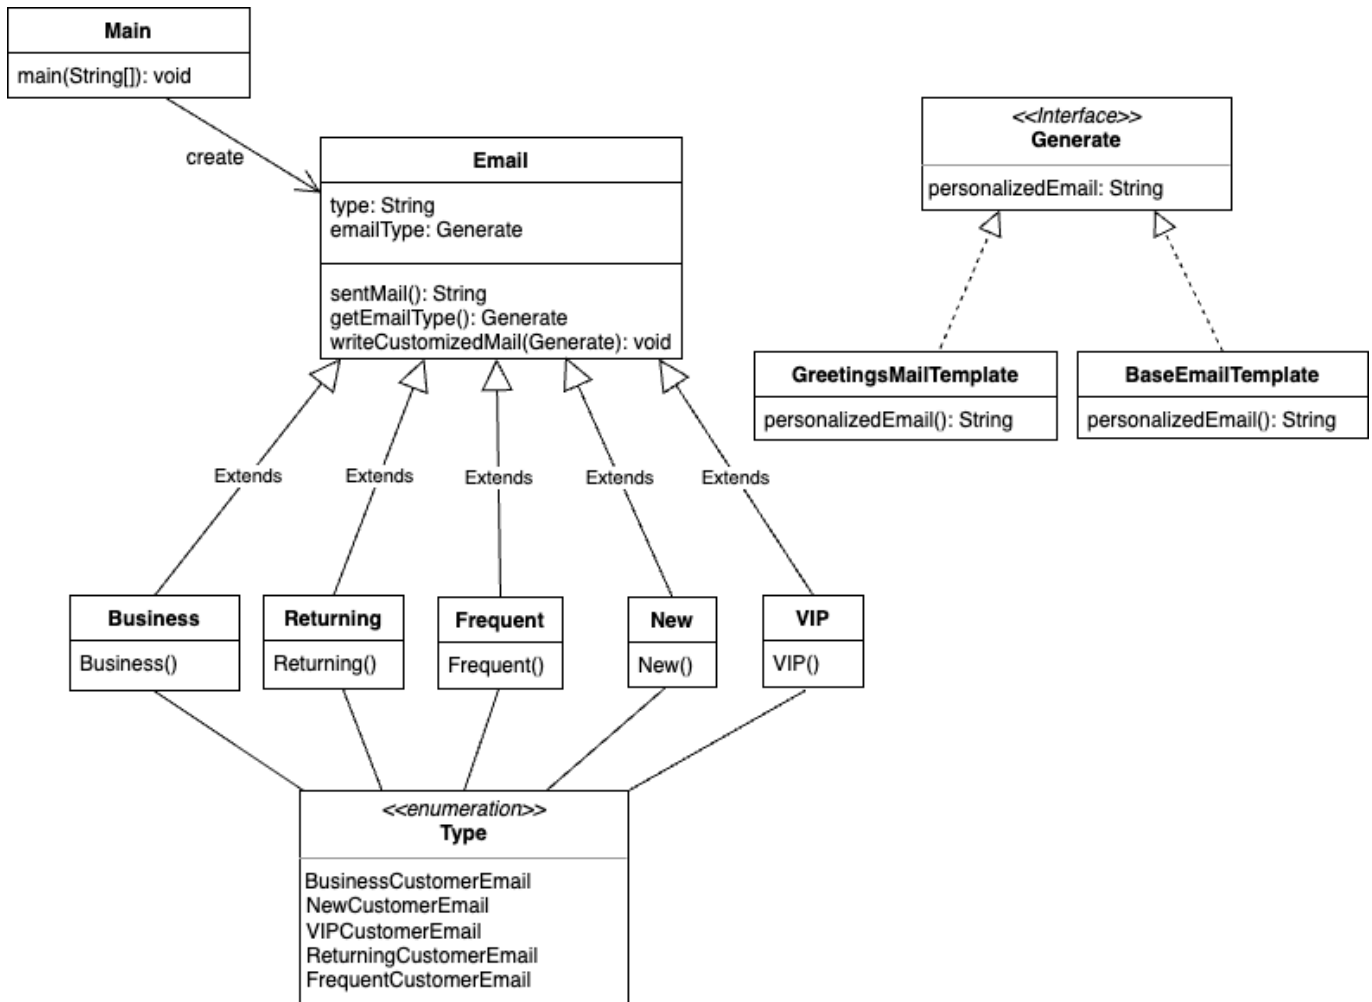 Main
main(String[]): void
create
Email
type: String
emailType: Generate
sentMail(): String
getEmailType(): Generate
writeCustomizedMail(Generate): void
<<Interface>>
Generate
personalizedEmail: String
GreetingsMailTemplate
personalizedEmail(): String
BaseEmailTemplate
personalizedEmail(): String
Extends
Extends
Extends
Extends
Extends
Business
Business()
Returning
Returning()
Frequent
Frequent()
New
New()
VIP
VIP()
<<enumeration>>
Type
BusinessCustomerEmail
NewCustomerEmail
VIPCustomerEmail
ReturningCustomerEmail
FrequentCustomerEmail